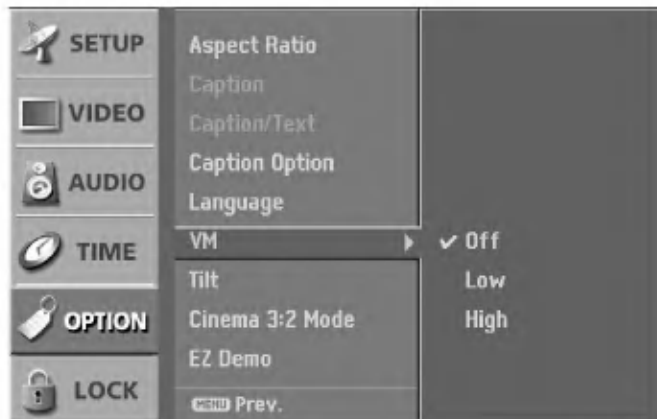 SETUP
VIDEO
AUDIO
TIME
OPTION
LOCK
Aspect Ratio
Caption
Caption/Text
Caption Option
Language
VM
Tilt
Cinema 3:2 Mode
EZ Demo
MENU Prev.
Off
Low
High